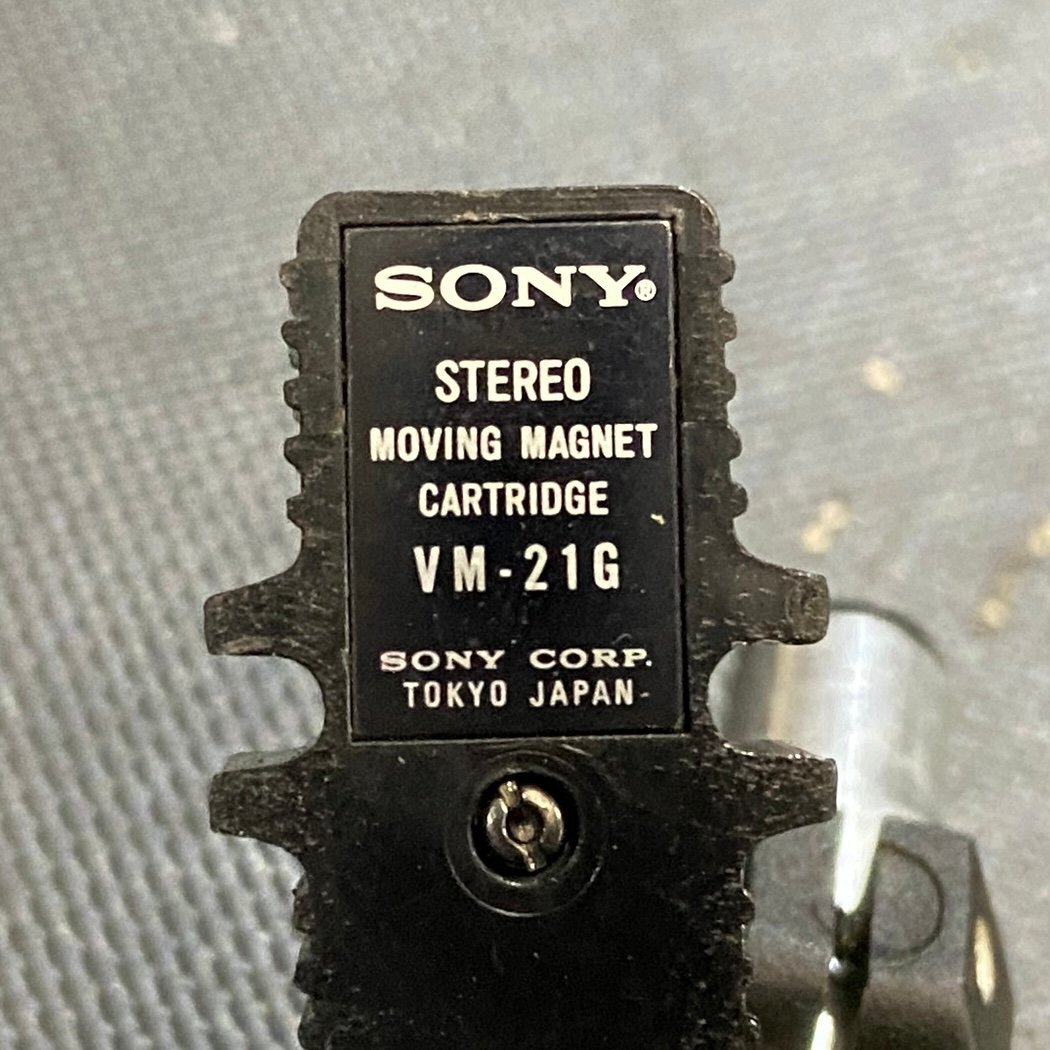 SONY®
STEREO
MOVING MAGNET
CARTRIDGE
VM-21G
SONY CORP.
TOKYO JAPAN